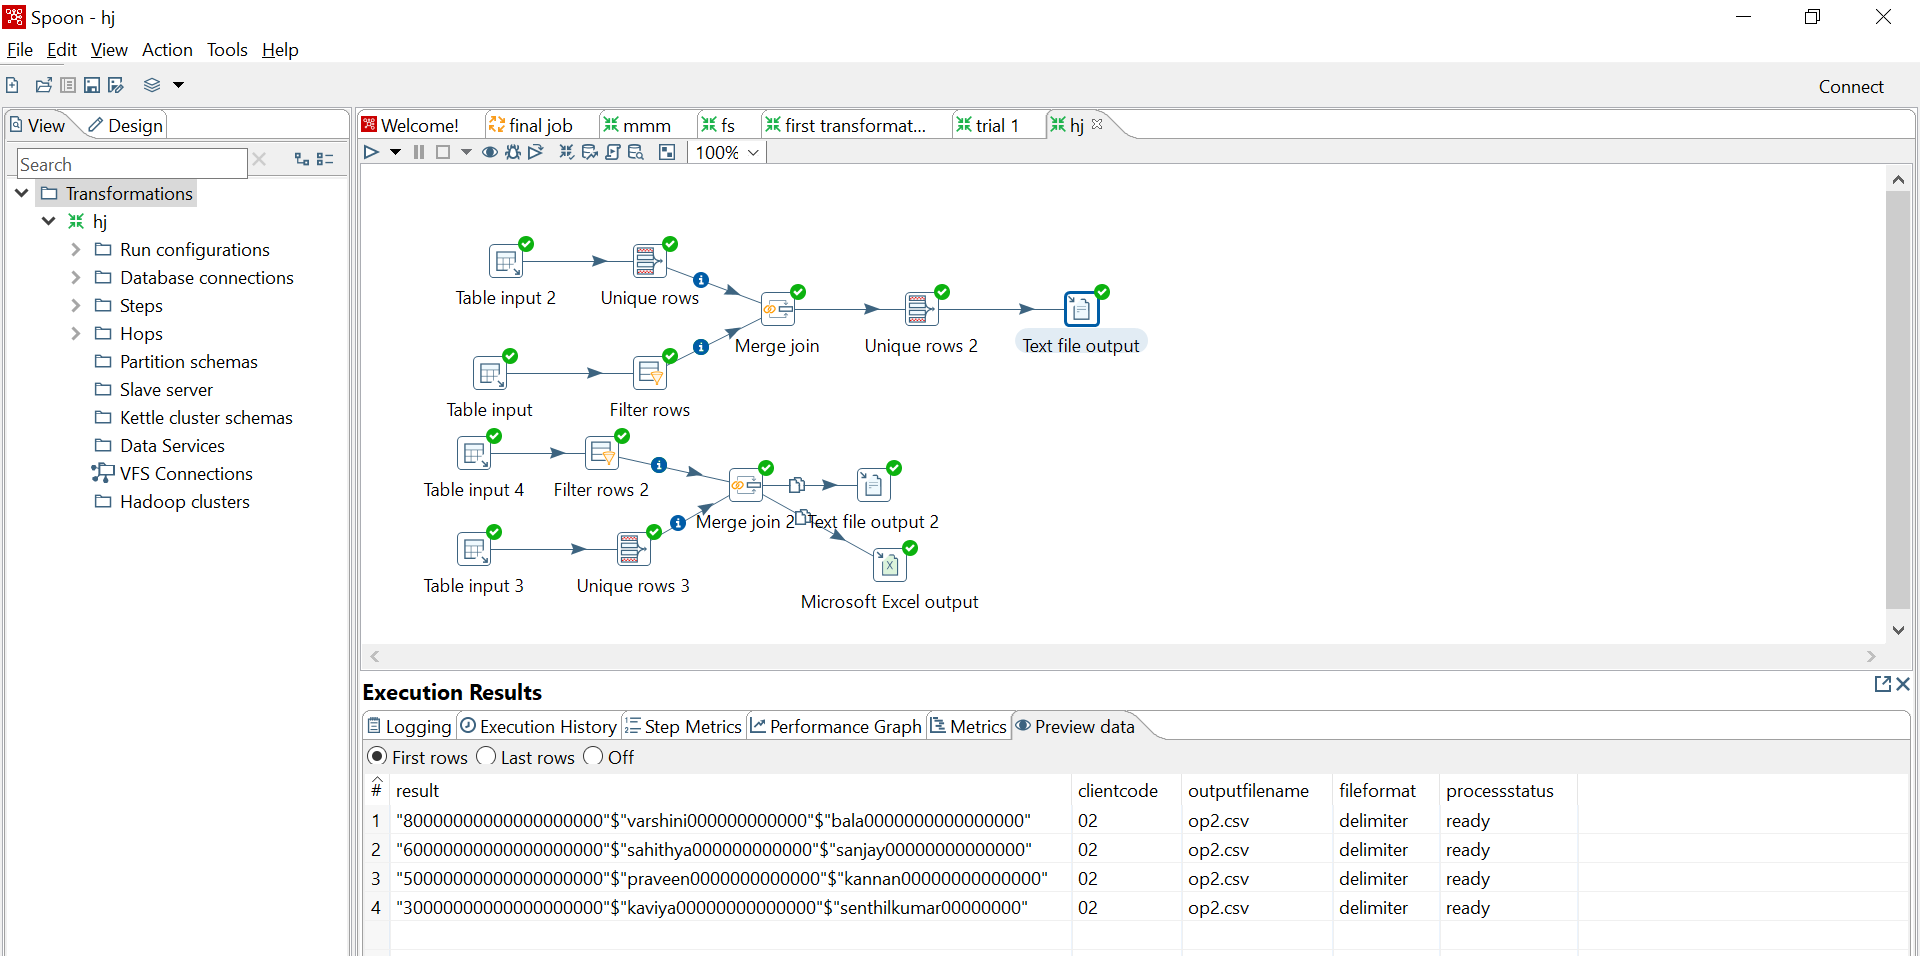 Spoon - hj
File Edit View Action Tools Help
Connect
View Design
Welcome! final job mmm fs first transformat... trial 1 hj
100%
Search
Transformations
hj
Run configurations
Database connections
Steps
Hops
Partition schemas
Slave server
Kettle cluster schemas
Data Services
VFS Connections
Hadoop clusters
Table input 2 Unique rows
Merge join Unique rows 2 Text file output
Table input Filter rows
Table input 4 Filter rows 2
Merge join 2 Text file output 2
Table input 3 Unique rows 3
Microsoft Excel output
Execution Results
Logging Execution History Step Metrics Performance Graph Metrics Preview data
First rows Last rows Off
# result clientcode outputfilename fileformat processstatus
1 "80000000000000000000"$"varshini000000000000"$"bala0000000000000000" 02 op2.csv delimiter ready
2 "60000000000000000000"$"sahithya000000000000"$"sanjay00000000000000" 02 op2.csv delimiter ready
3 "50000000000000000000"$"praveen0000000000000"$"kannan00000000000000" 02 op2.csv delimiter ready
4 "30000000000000000000"$"kaviya00000000000000"$"senthilkumar00000000" 02 op2.csv delimiter ready